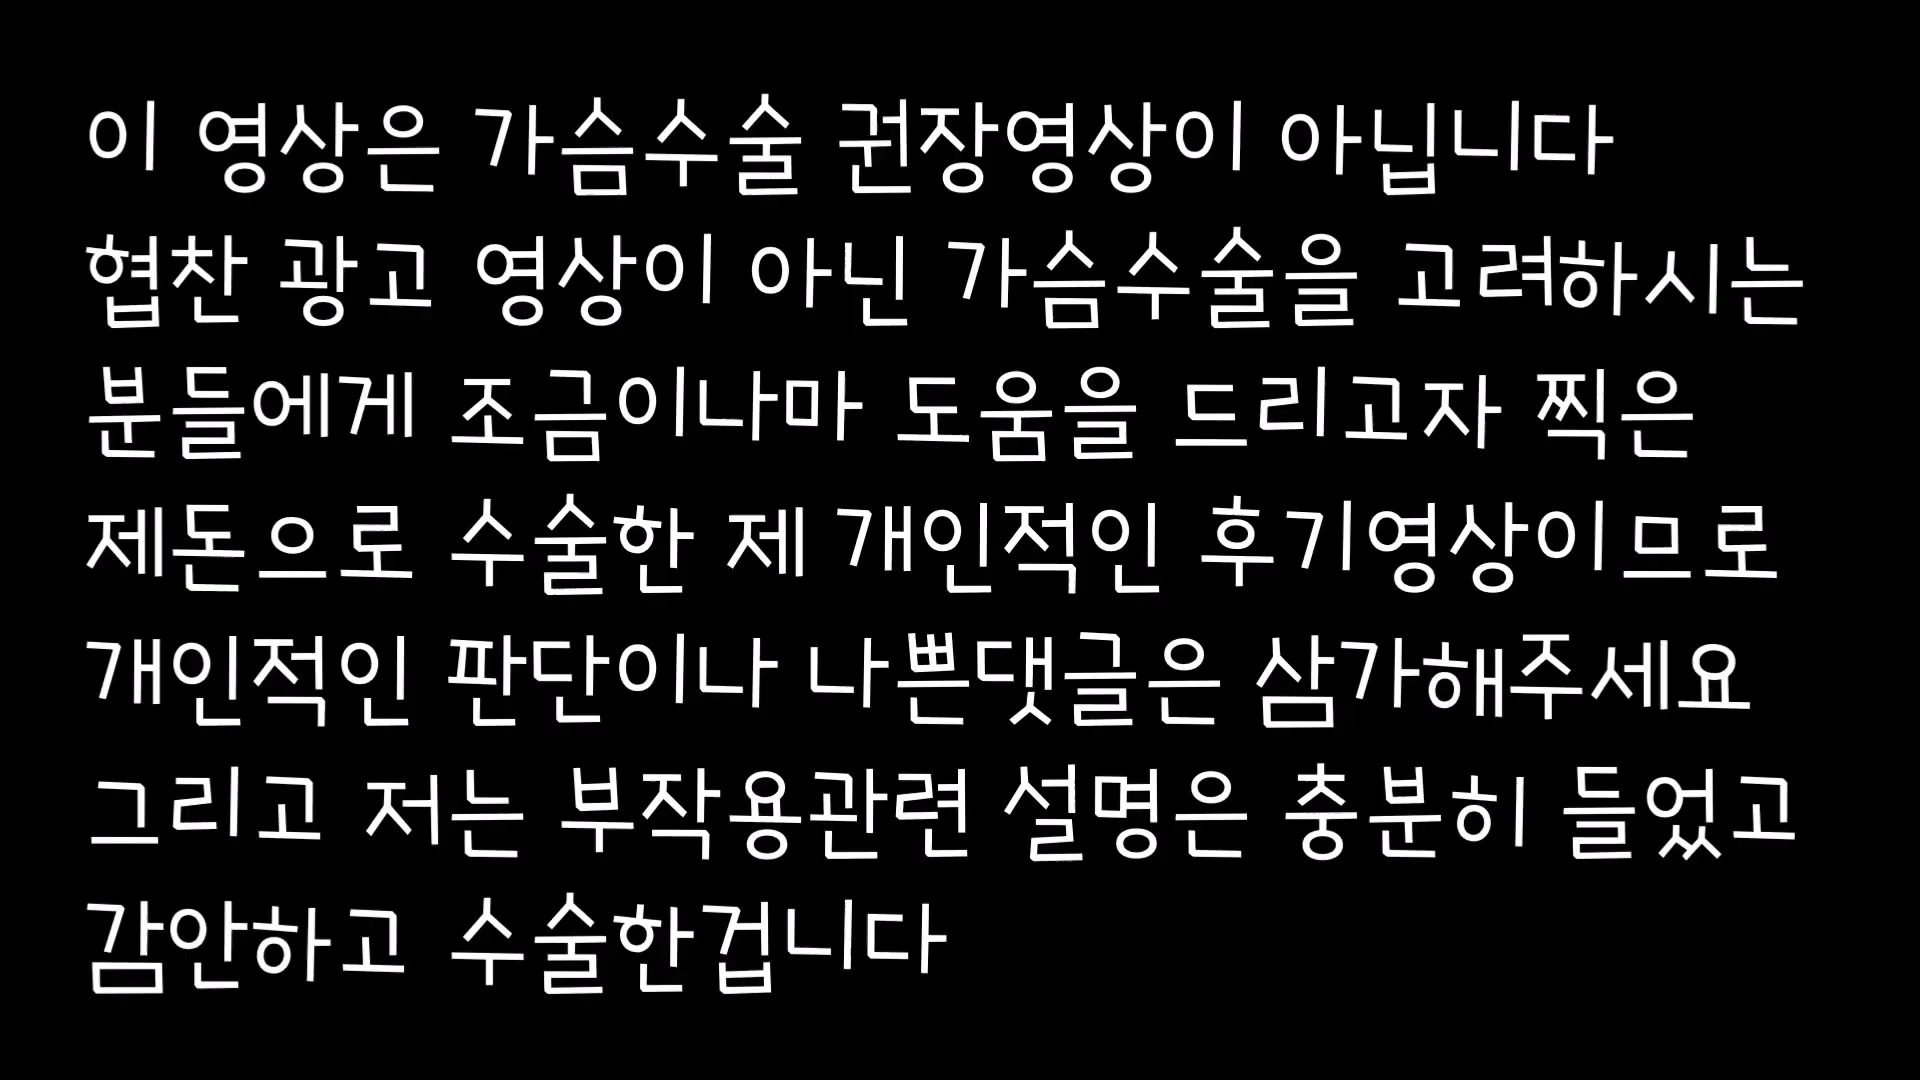 이 영상은 가슴수술 권장영상이 아닙니다
협찬 광고 영상이 아닌 가슴수술을 고려하시는
분들에게 조금이나마 도움을 드리고자 찍은
제돈으로 수술한 제 개인적인 후기영상이므로
개인적인 판단이나 나쁜댓글은 삼가해주세요
그리고 저는 부작용관련 설명은 충분히 들었고
감안하고 수술한겁니다